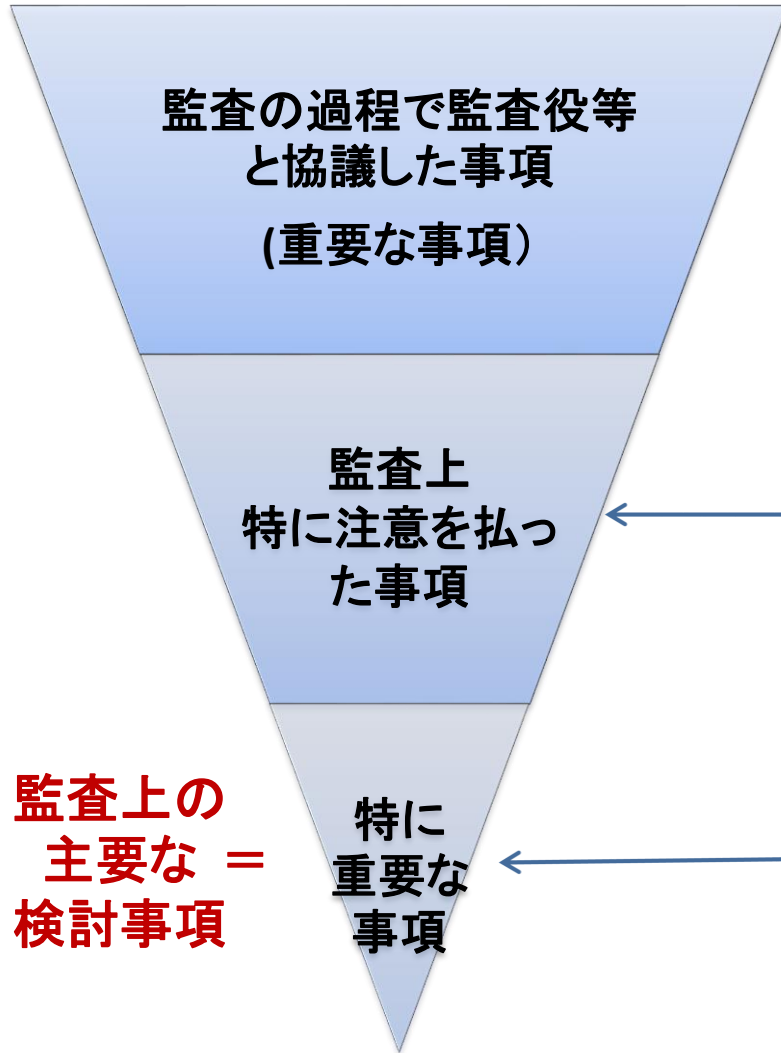 監査の過程で監査役等
と協議した事項
(重要な事項）
監査上
特に注意を払っ
た事項
監査上の
主要な ＝
検討事項
特に
重要な
事項